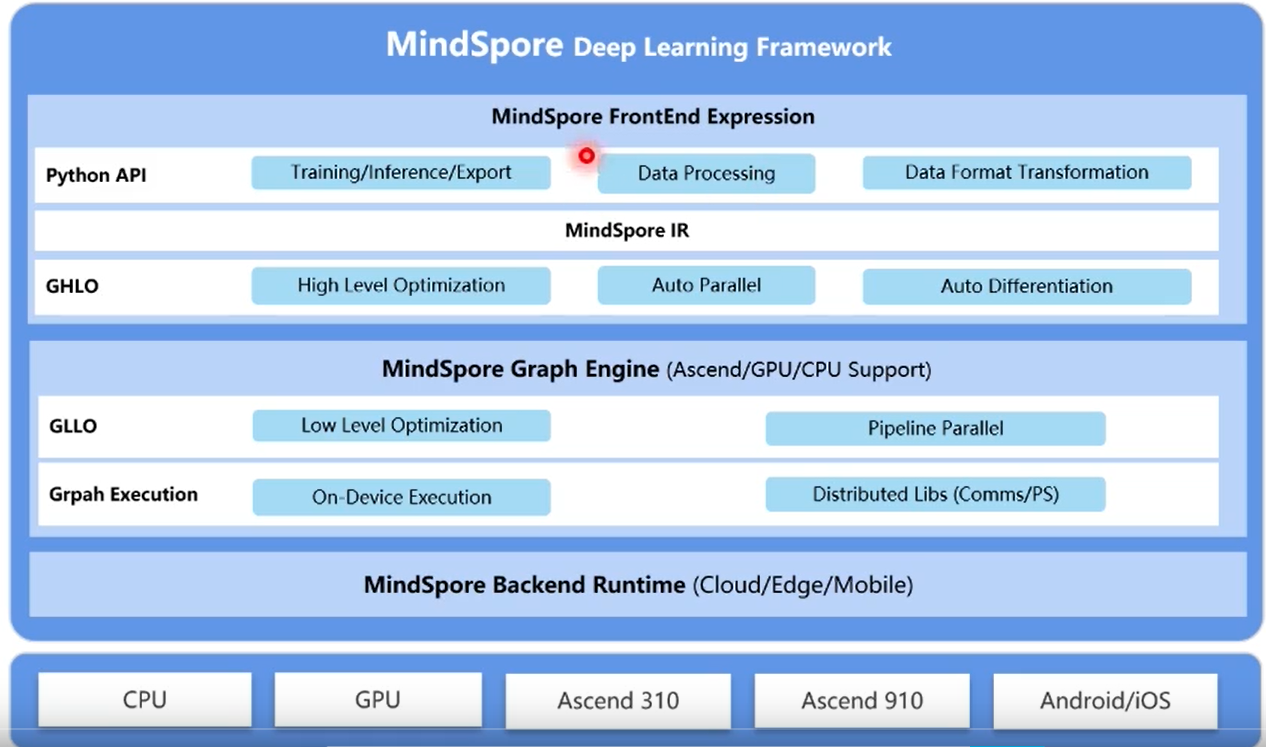 MindSpore Deep Learning Framework
MindSpore FrontEnd Expression
Python API Training/Inference/Export Data Processing Data Format Transformation
MindSpore IR
GHLO High Level Optimization Auto Parallel Auto Differentiation
MindSpore Graph Engine (Ascend/GPU/CPU Support)
GLLO Low Level Optimization Pipeline Parallel
Grpah Execution On-Device Execution Distributed Libs (Comms/PS)
MindSpore Backend Runtime (Cloud/Edge/Mobile)
CPU GPU Ascend 310 Ascend 910 Android/iOS